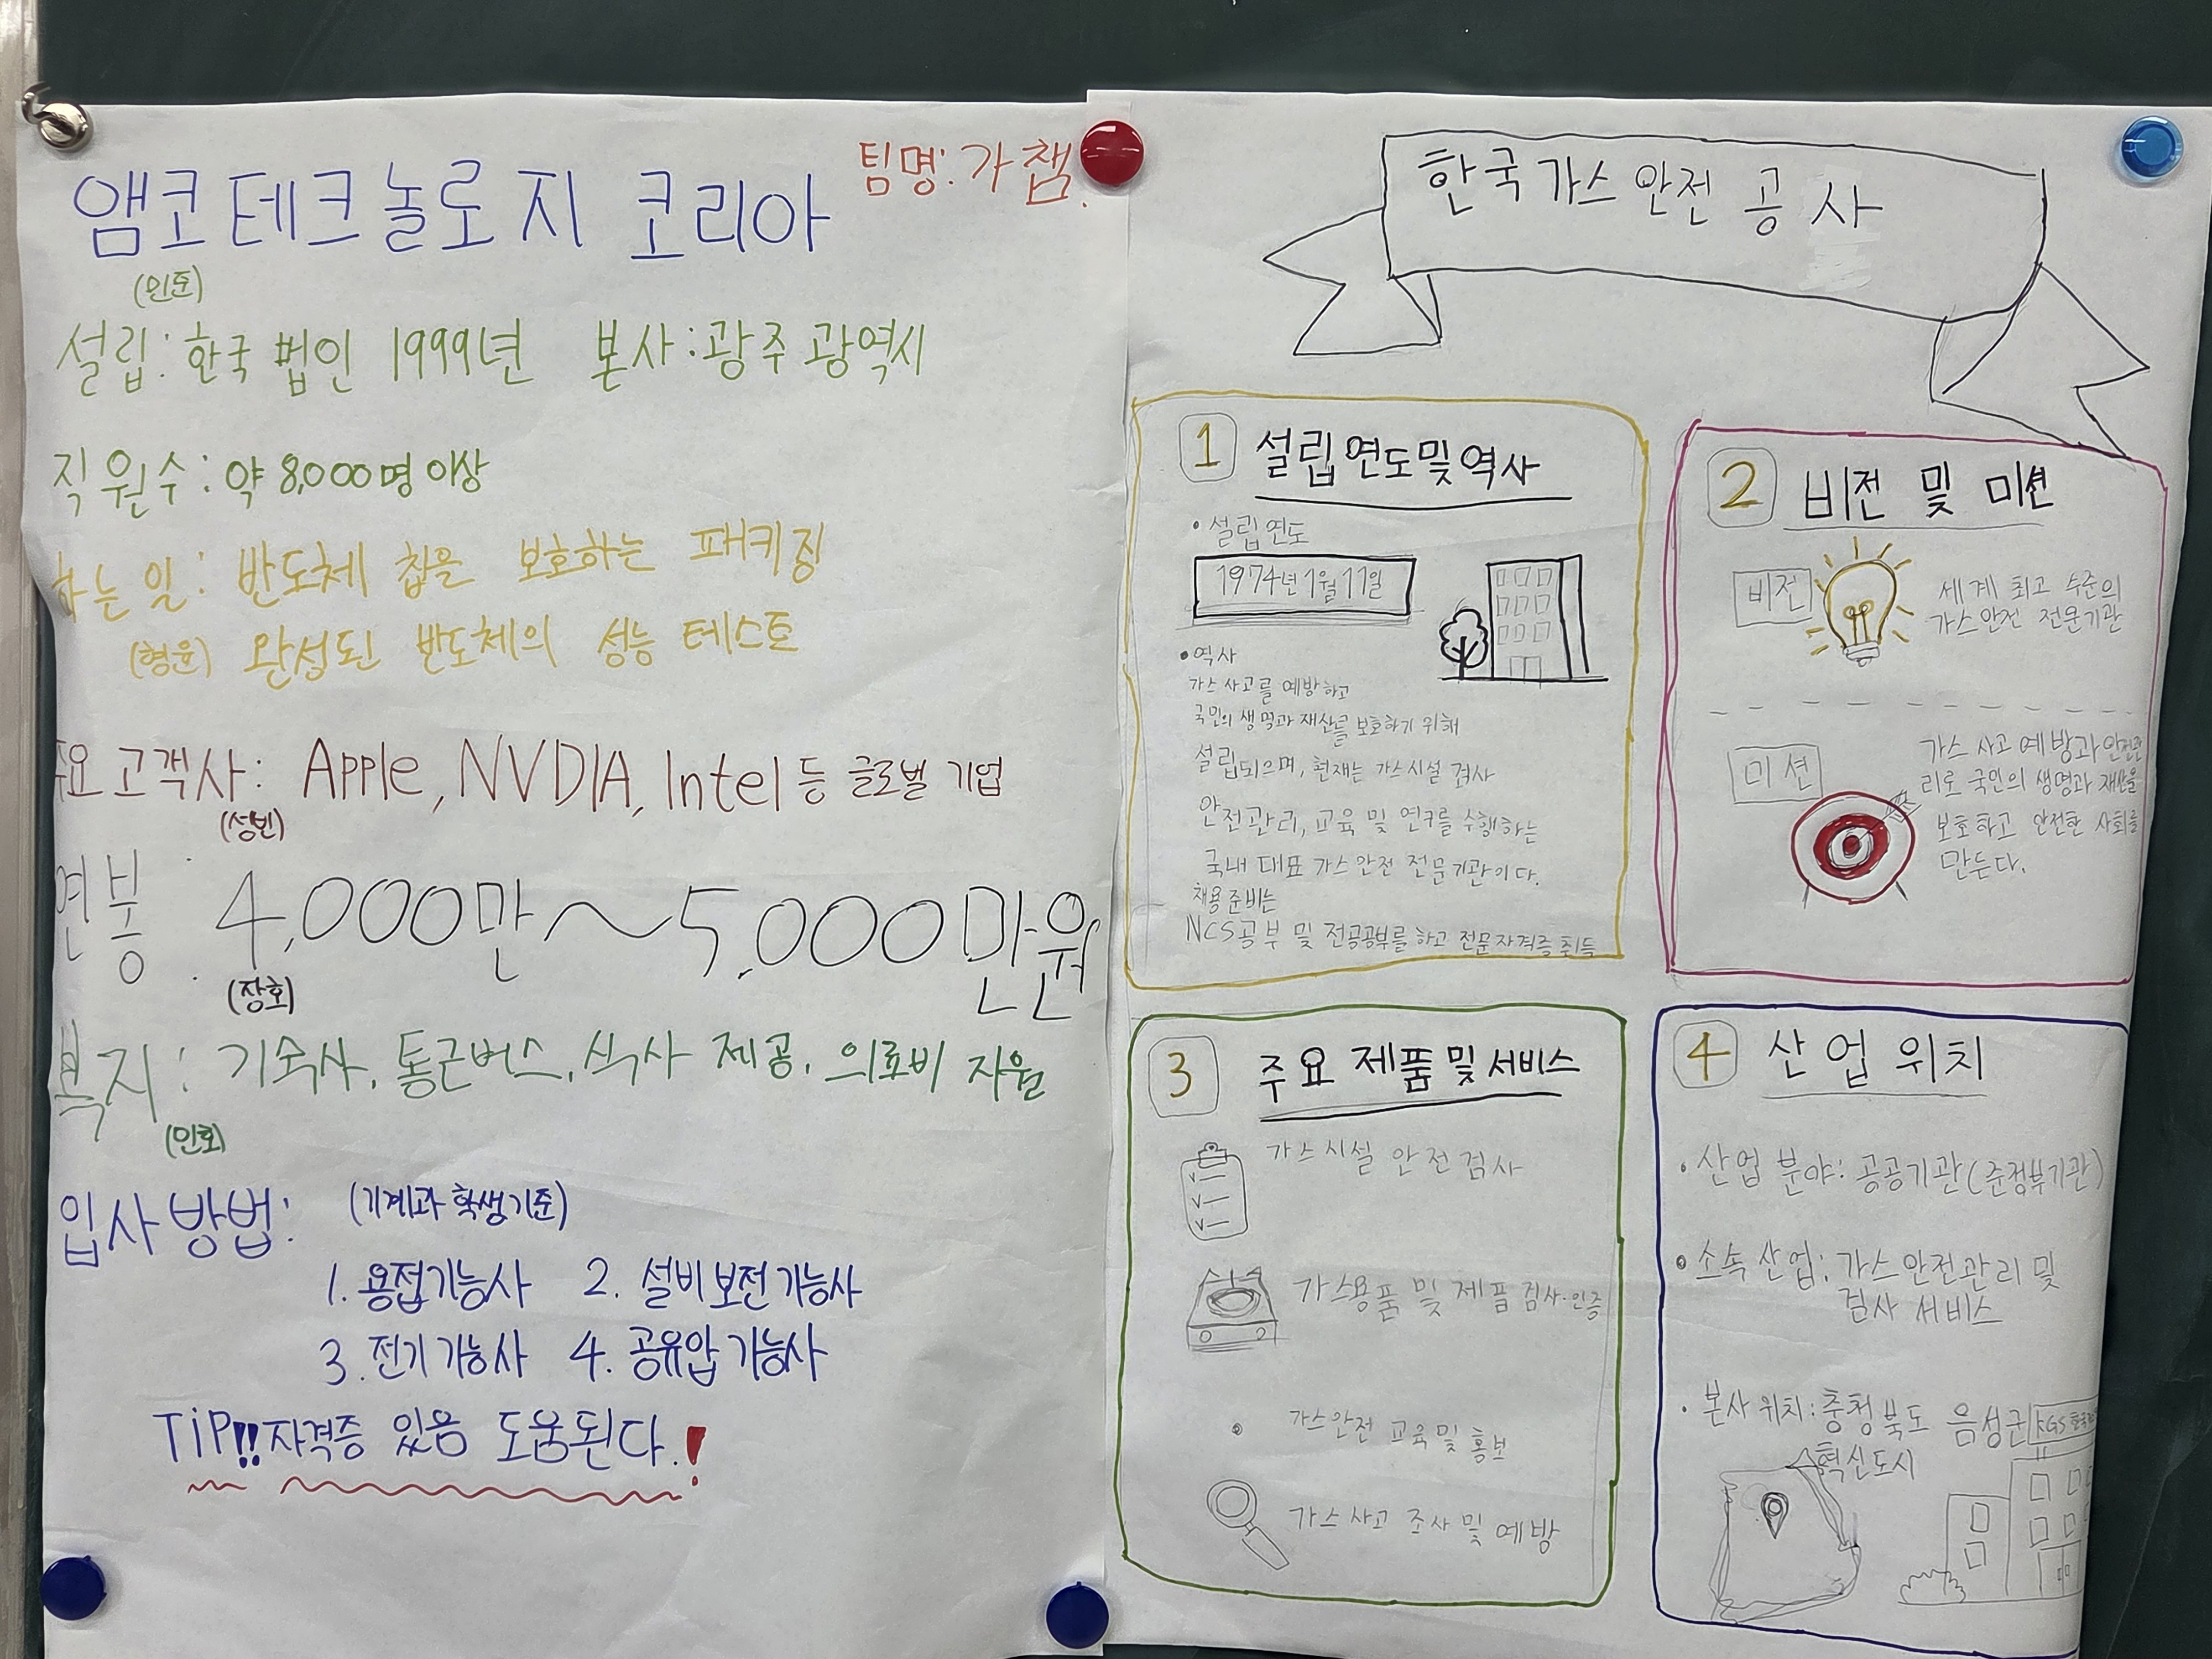 앰코테크놀로지 코리아
팀명:가챔.
(인준)
설립:한국 법인 1999년 본사:광주 광역시
직원수:약 8,000명 이상
하는 일: 반도체 칩을 보호하는 패키징
(형윤) 완성된 반도체의 성능 테스트
요고객사: Apple, NVDIA, Intel 등 글로벌 기업
(성빈)
연봉: 4,000만~5,000만원
(장호)
복지: 기숙사, 통근버스, 식사 제공, 의료비 지원
(인호)
입사방법: (기계과 학생기준)
1. 용접기능사 2. 설비보전기능사
3. 전기기능사 4. 공유압기능사
TiP!! 자격증 있음 도움된다.!
한국가스안전공사
1 설립연도및역사
• 설립연도
1974년1월11일
• 역사
가스사고를 예방하고
국민의 생명과 재산을 보호하기 위해
설립되으며, 현재는 가스시설 검사
안전관리, 교육 및 연구를 수행하는
국내 대표 가스안전 전문기관이다.
채용준비는
NCS공부 및 전공공부를 하고 전문자격증 취득
2 비전 및 미션
비전
세계 최고 수준의
가스안전 전문기관
미션
가스 사고예방과 안전관
리로 국민의 생명과 재산을
보호하고 안전한 사회를
만든다.
3 주요 제품및서비스
가스시설 안전검사
가스용품 및 제품 검사·인증
• 가스안전 교육및 홍보
가스사고 조사및 예방
4 산업 위치
• 산업 분야: 공공기관(준정부기관)
• 소속 산업: 가스안전관리 및
검사 서비스
• 본사 위치: 충청북도 음성군
혁신도시
KGS